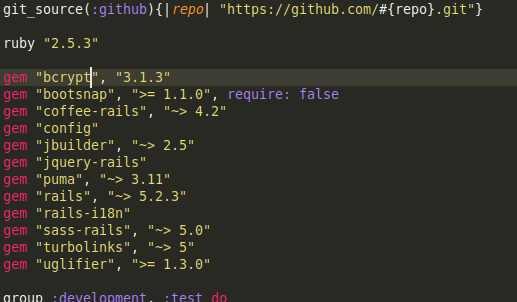 git_source(:github){|repo| "https://github.com/#{repo}.git"}
ruby "2.5.3"
gem "bcrypt", "3.1.3"
gem "bootsnap", ">= 1.1.0", require: false
gem "coffee-rails", "~> 4.2"
gem "config"
gem "jbuilder", "~> 2.5"
gem "jquery-rails"
gem "puma", "~> 3.11"
gem "rails", "~> 5.2.3"
gem "rails-i18n"
gem "sass-rails", "~> 5.0"
gem "turbolinks", "~> 5"
gem "uglifier", ">= 1.3.0"
group :development, :test do